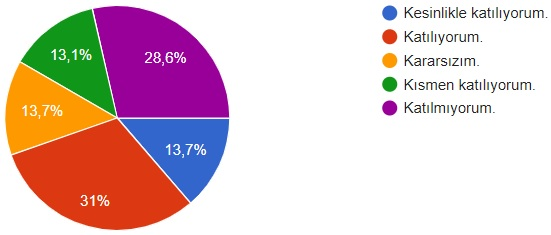 Kesinlikle katılıyorum.
Katılıyorum.
Kararsızım.
Kısmen katılıyorum.
Katılmıyorum.
13,1%
28,6%
13,7%
13,7%
31%